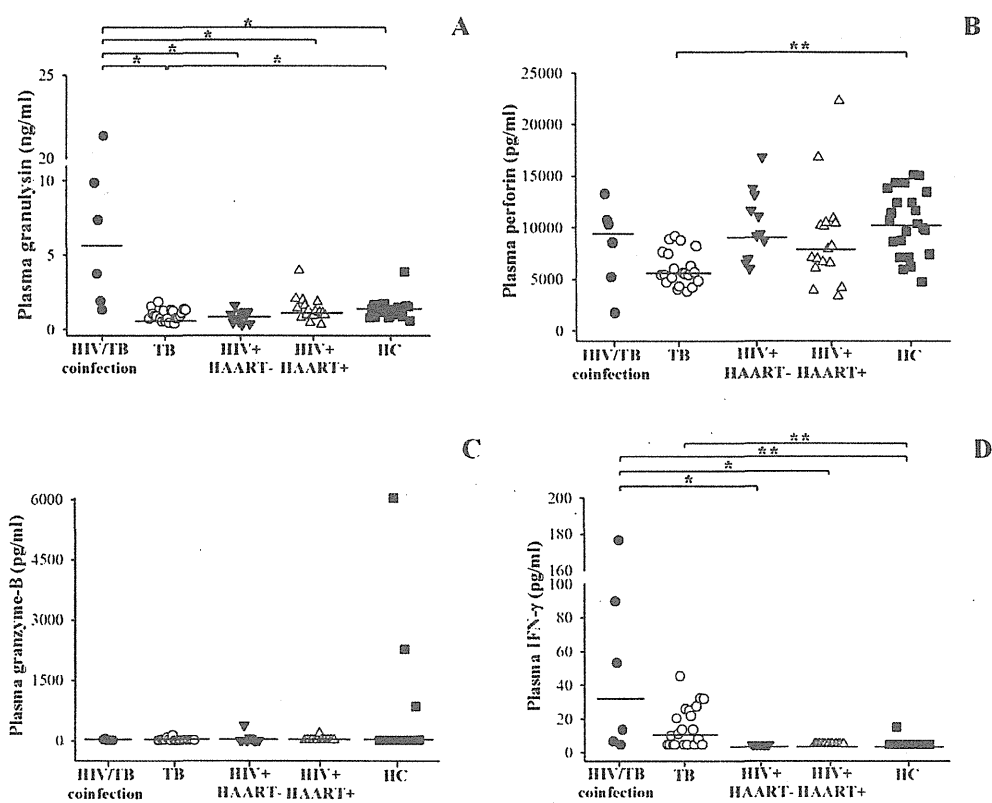 A
*
*
*
* *
Plasma granulysin (ng/ml)
25
20
10
5
0
HIV/TB TB HIV+ HIV+ HC
coinfection HAART- HAART+
B
**
Plasma perforin (pg/ml)
25000
20000
15000
10000
5000
0
HIV/TB TB HIV+ HIV+ HC
coinfection HAART- HAART+
C
Plasma granzyme-B (pg/ml)
6000
4500
3000
1500
0
HIV/TB TB HIV+ HIV+ HC
coinfection HAART- HAART+
D
**
**
*
*
Plasma IFN-γ (pg/ml)
200
180
160
100
80
60
40
20
0
HIV/TB TB HIV+ HIV+ HC
coinfection HAART- HAART+